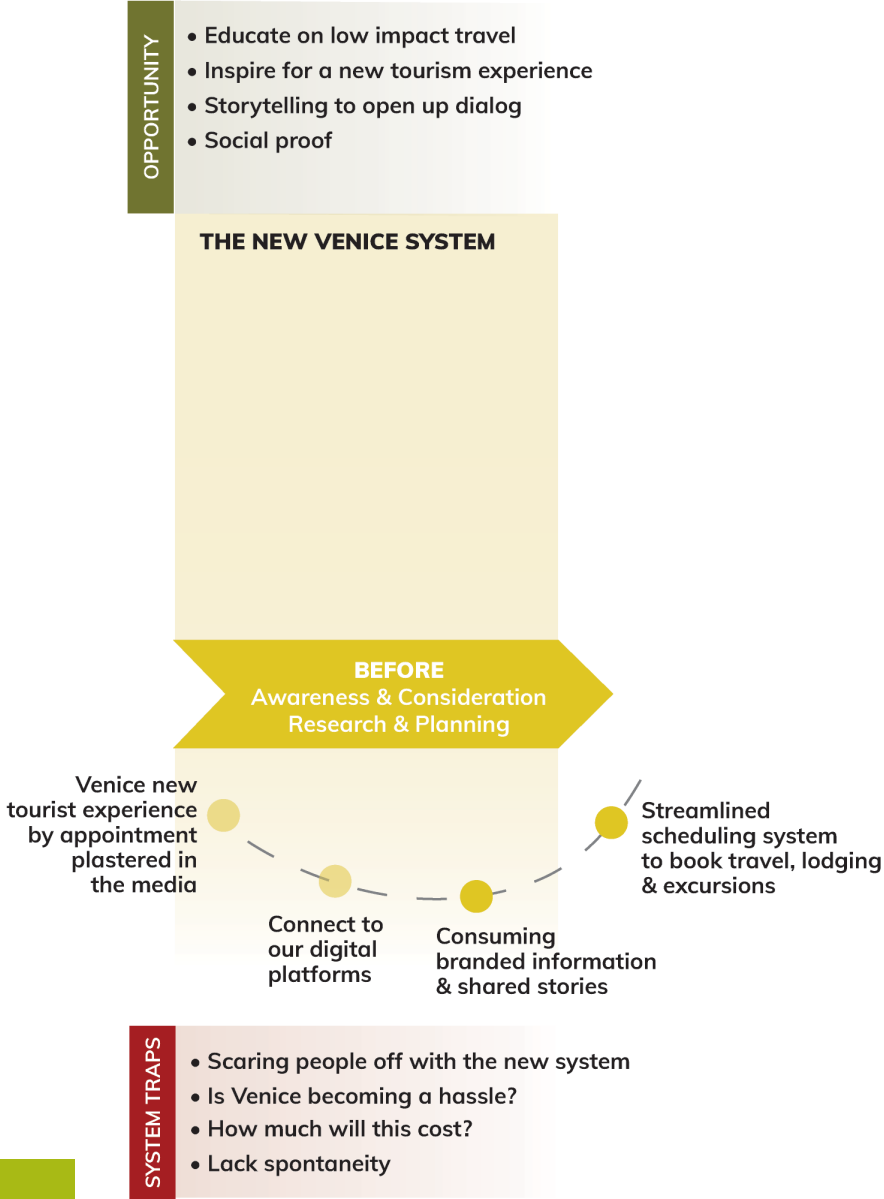 OPPORTUNITY
• Educate on low impact travel
• Inspire for a new tourism experience
• Storytelling to open up dialog
• Social proof
THE NEW VENICE SYSTEM
BEFORE
Awareness & Consideration
Research & Planning
Venice new
tourist experience
by appointment
plastered in
the media
Connect to
our digital
platforms
Consuming
branded information
& shared stories
Streamlined
scheduling system
to book travel, lodging
& excursions
SYSTEM TRAPS
• Scaring people off with the new system
• Is Venice becoming a hassle?
• How much will this cost?
• Lack spontaneity